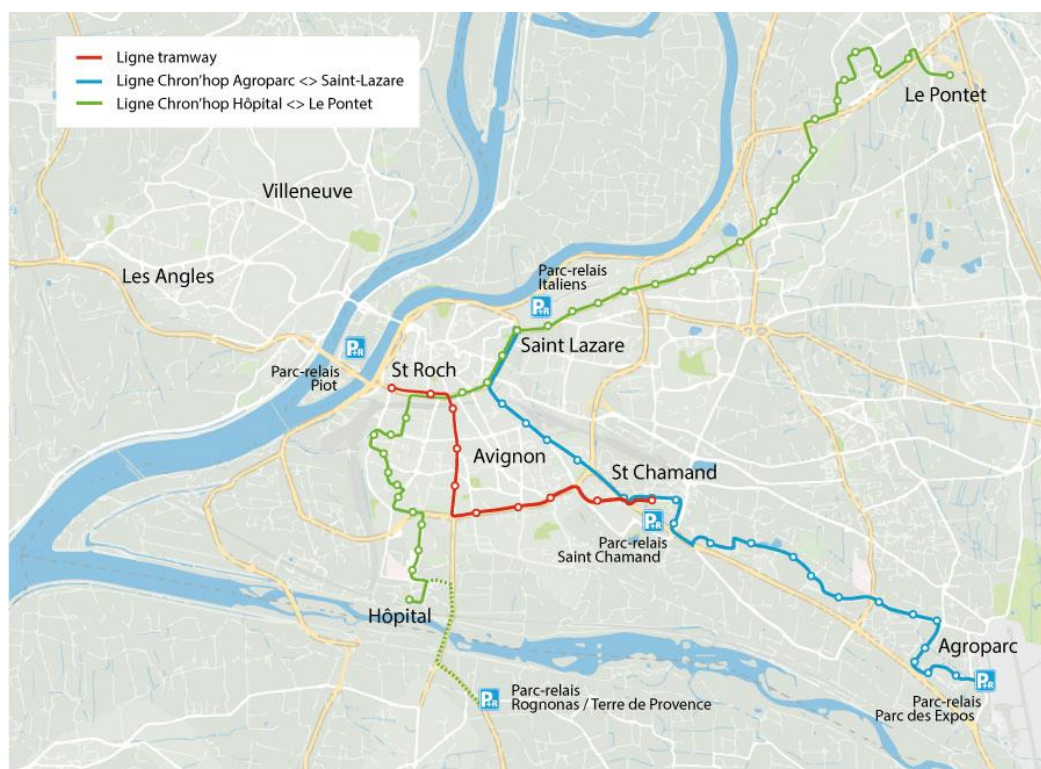 Ligne tramway
Ligne Chron'hop Agroparc <> Saint-Lazare
Ligne Chron'hop Hôpital <> Le Pontet
Le Pontet
Villeneuve
Les Angles
Parc-relais
Italiens
P+R
Saint Lazare
P+R
Parc-relais
Piot
St Roch
Avignon
St Chamand
P+R
Parc-relais
Saint Chamand
Hôpital
Agroparc
P+R
Parc-relais
Parc des Expos
P+R
Parc-relais
Rognonas / Terre de Provence